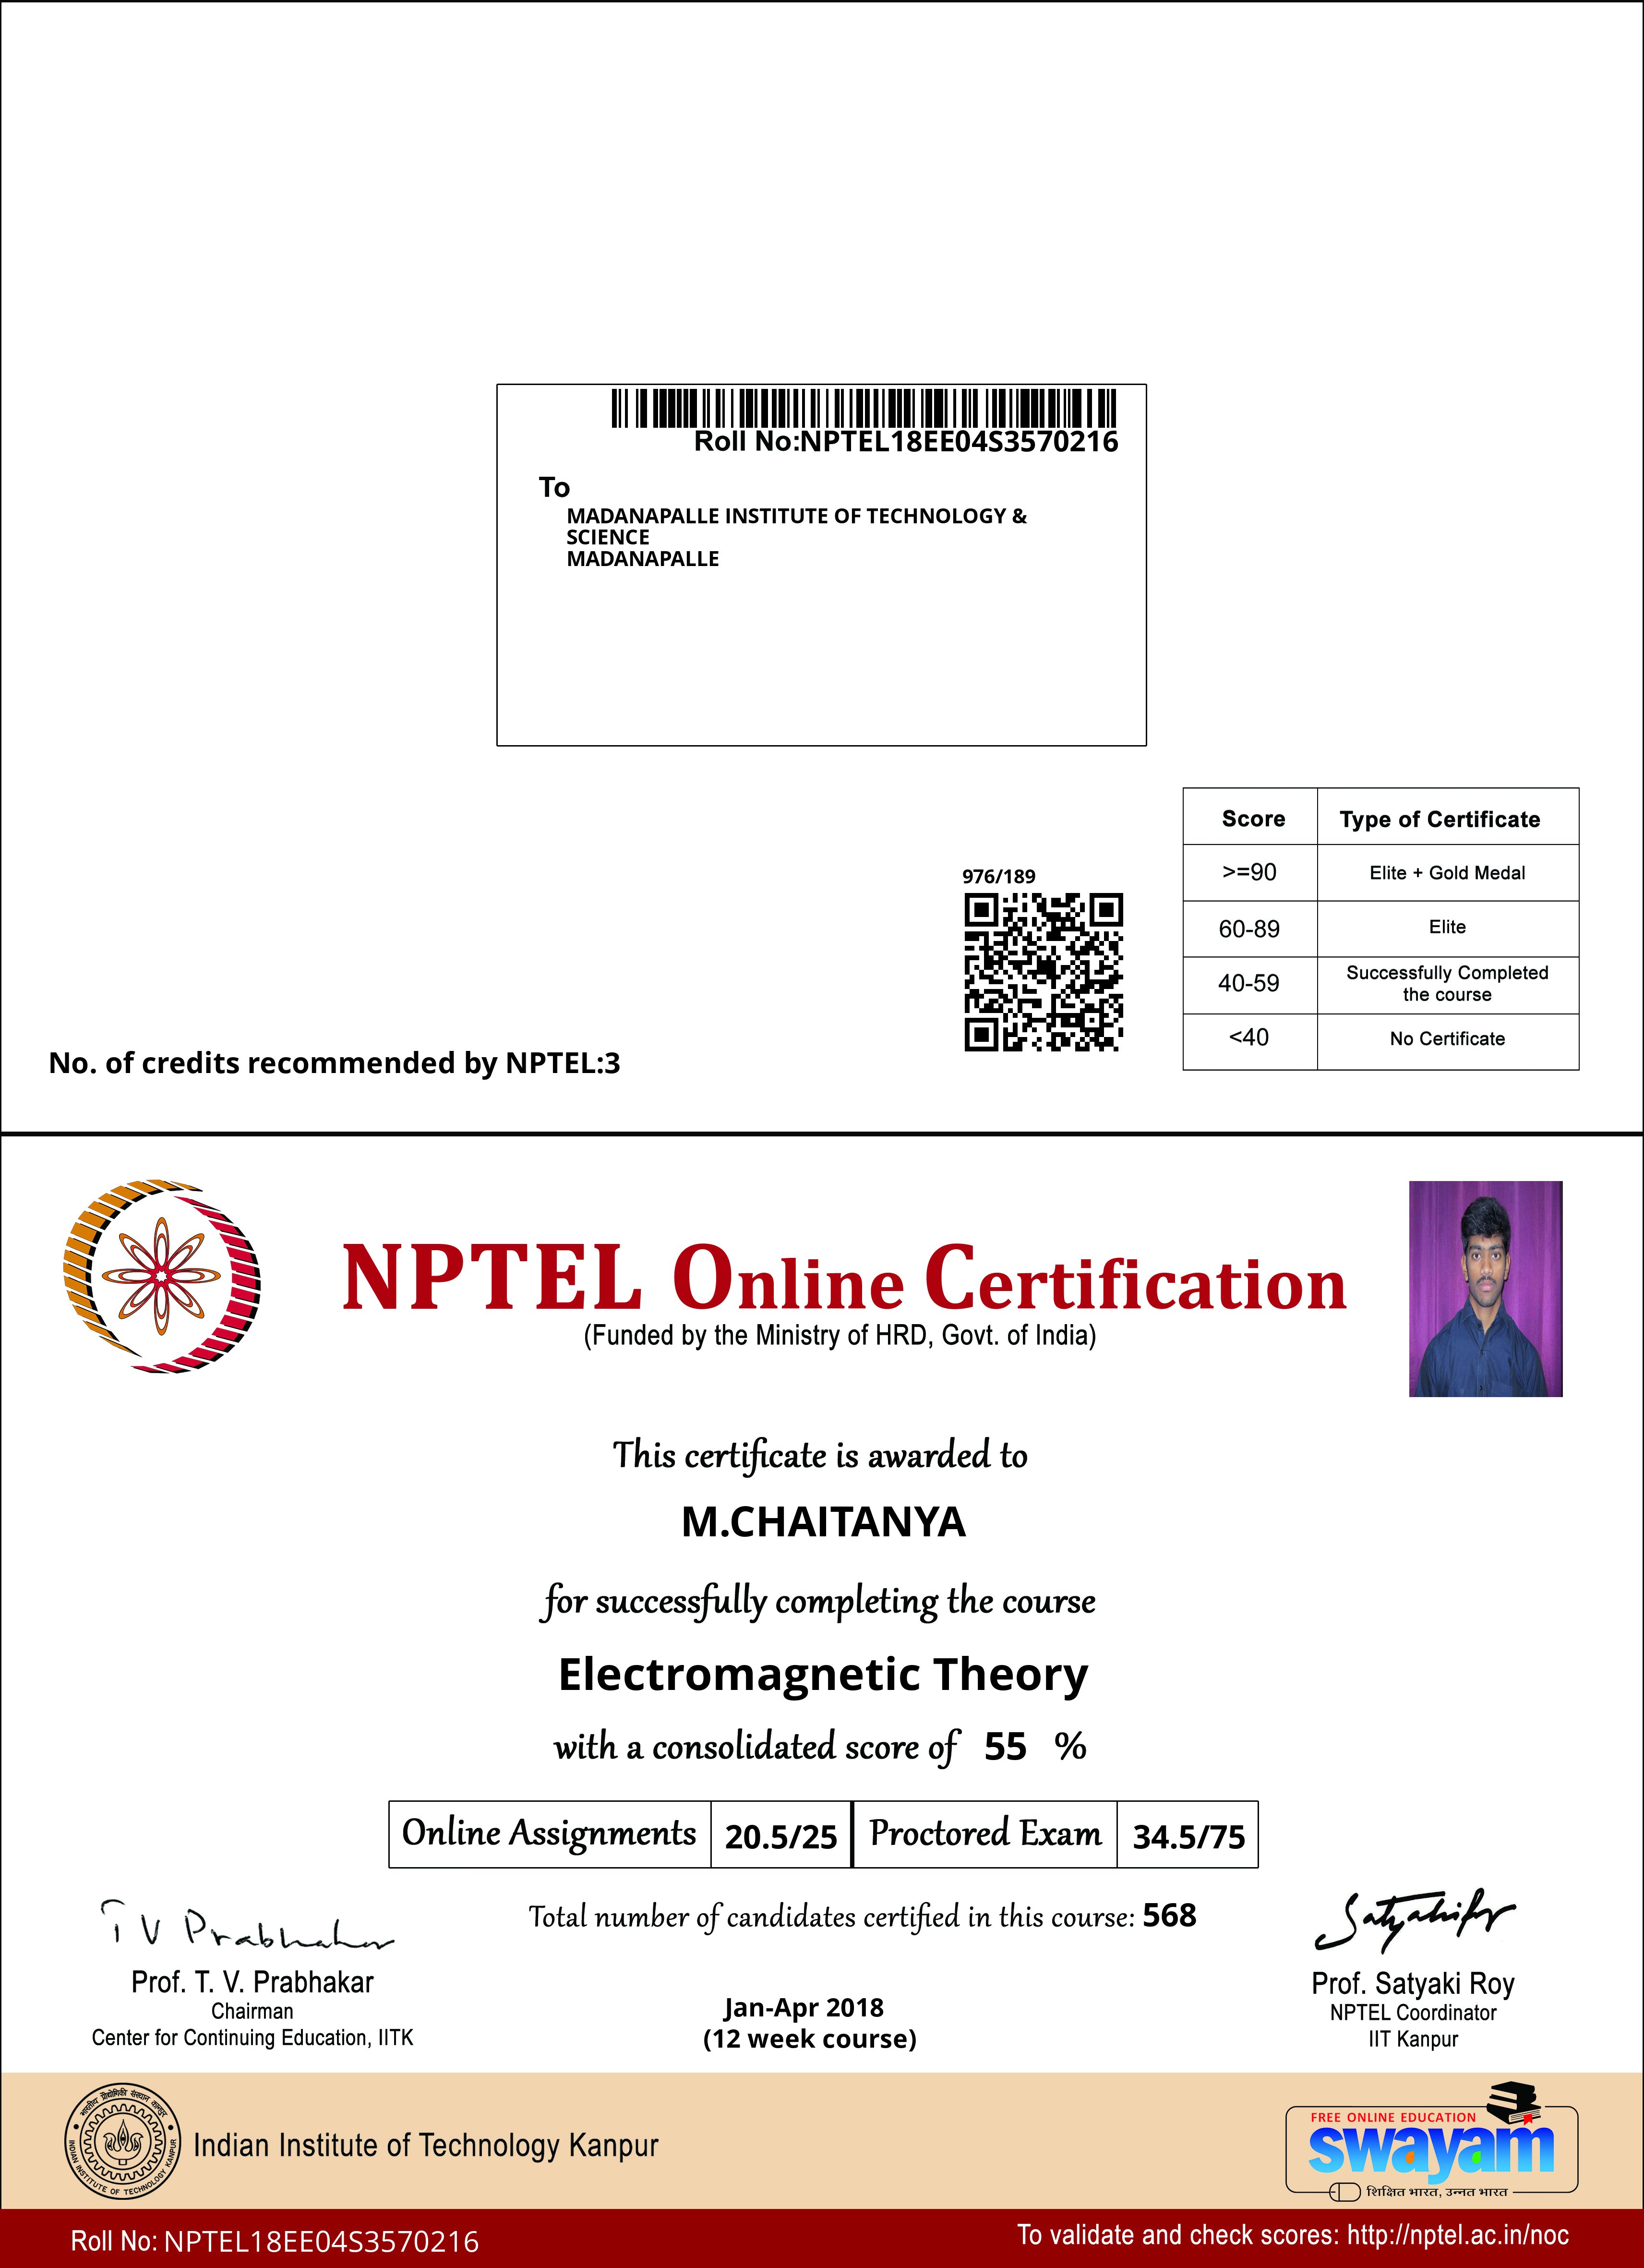 Roll No:NPTEL18EE04S3570216
To
MADANAPALLE INSTITUTE OF TECHNOLOGY &
SCIENCE
MADANAPALLE
Score Type of Certificate
>=90 Elite + Gold Medal
60-89 Elite
40-59 Successfully Completed
the course
<40 No Certificate
976/189
No. of credits recommended by NPTEL:3
NPTEL Online Certification
(Funded by the Ministry of HRD, Govt. of India)
This certificate is awarded to
M.CHAITANYA
for successfully completing the course
Electromagnetic Theory
with a consolidated score of 55 %
Online Assignments 20.5/25 Proctored Exam 34.5/75
Total number of candidates certified in this course: 568
T V Prabhakar
Prof. T. V. Prabhakar
Chairman
Center for Continuing Education, IITK
Jan-Apr 2018
(12 week course)
Prof. Satyaki Roy
NPTEL Coordinator
IIT Kanpur
भारतीय प्रौद्योगिकी संस्थान कानपुर
INDIAN INSTITUTE OF TECHNOLOGY KANPUR
Indian Institute of Technology Kanpur
FREE ONLINE EDUCATION
swayam
शिक्षित भारत, उन्नत भारत
Roll No: NPTEL18EE04S3570216
To validate and check scores: http://nptel.ac.in/noc